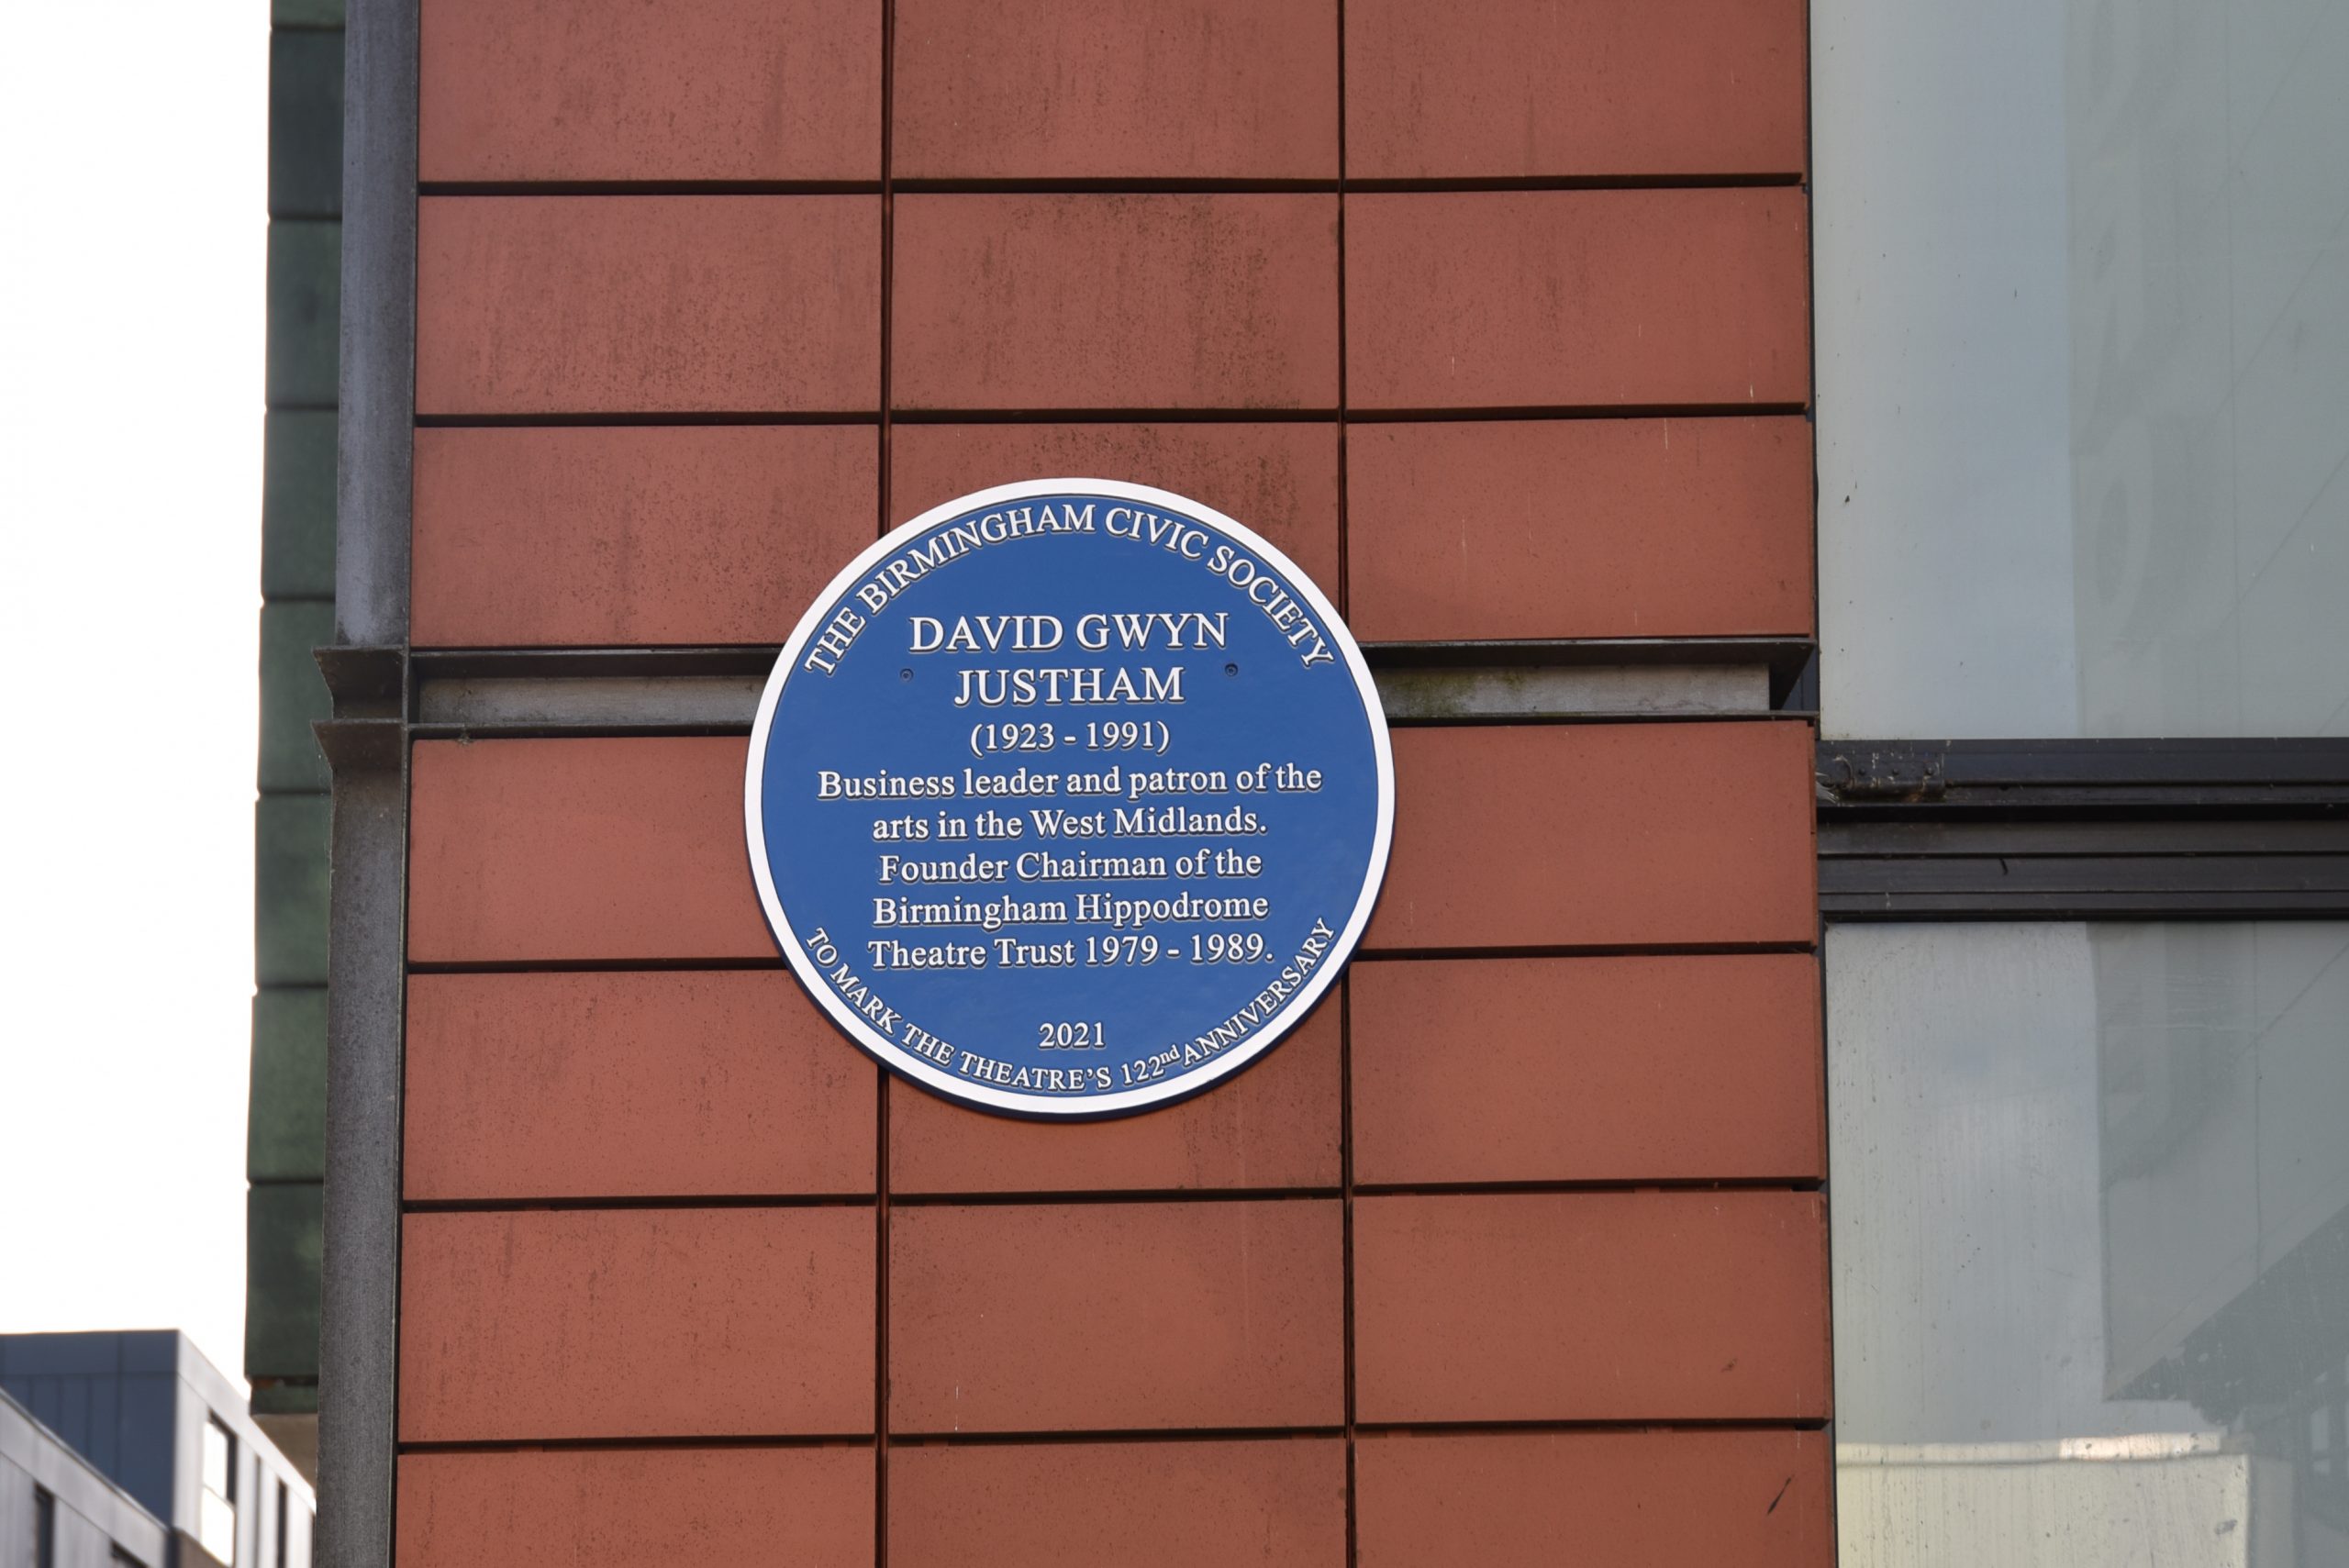 THE BIRMINGHAM CIVIC SOCIETY
DAVID GWYN
JUSTHAM
(1923 - 1991)
Business leader and patron of the
arts in the West Midlands.
Founder Chairman of the
Birmingham Hippodrome
Theatre Trust 1979 - 1989.
2021
TO MARK THE THEATRE'S 122nd ANNIVERSARY